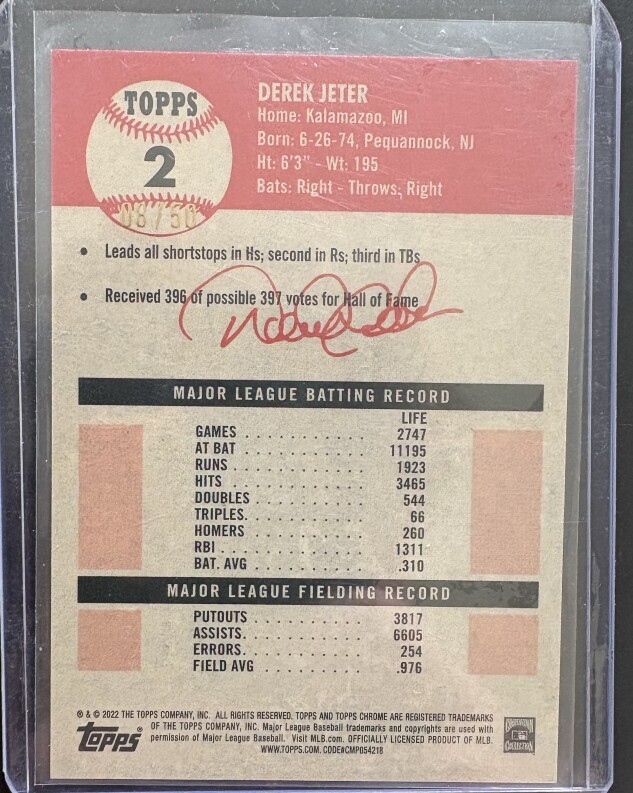 TOPPS
2
08/50
DEREK JETER
Home: Kalamazoo, MI
Born: 6-26-74, Pequannock, NJ
Ht: 6'3" - Wt: 195
Bats: Right - Throws: Right
• Leads all shortstops in Hs; second in Rs; third in TBs
• Received 396 of possible 397 votes for Hall of Fame
MAJOR LEAGUE BATTING RECORD
LIFE
GAMES . . . . . . . . . . . 2747
AT BAT . . . . . . . . . . . 11195
RUNS . . . . . . . . . . . . 1923
HITS . . . . . . . . . . . . 3465
DOUBLES . . . . . . . . . . 544
TRIPLES. . . . . . . . . . . 66
HOMERS . . . . . . . . . . . 260
RBI . . . . . . . . . . . . . 1311
BAT. AVG . . . . . . . . . . .310
MAJOR LEAGUE FIELDING RECORD
PUTOUTS . . . . . . . . . . 3817
ASSISTS. . . . . . . . . . . 6605
ERRORS. . . . . . . . . . . 254
FIELD AVG . . . . . . . . . .976
® & © 2022 THE TOPPS COMPANY, INC. ALL RIGHTS RESERVED. TOPPS AND TOPPS CHROME ARE REGISTERED TRADEMARKS
OF THE TOPPS COMPANY, INC. Major League Baseball trademarks and copyrights are used with
permission of Major League Baseball. Visit MLB.com. OFFICIALLY LICENSED PRODUCT OF MLB.
WWW.TOPPS.COM. CODE#CMP054218
Topps
COLLECTION